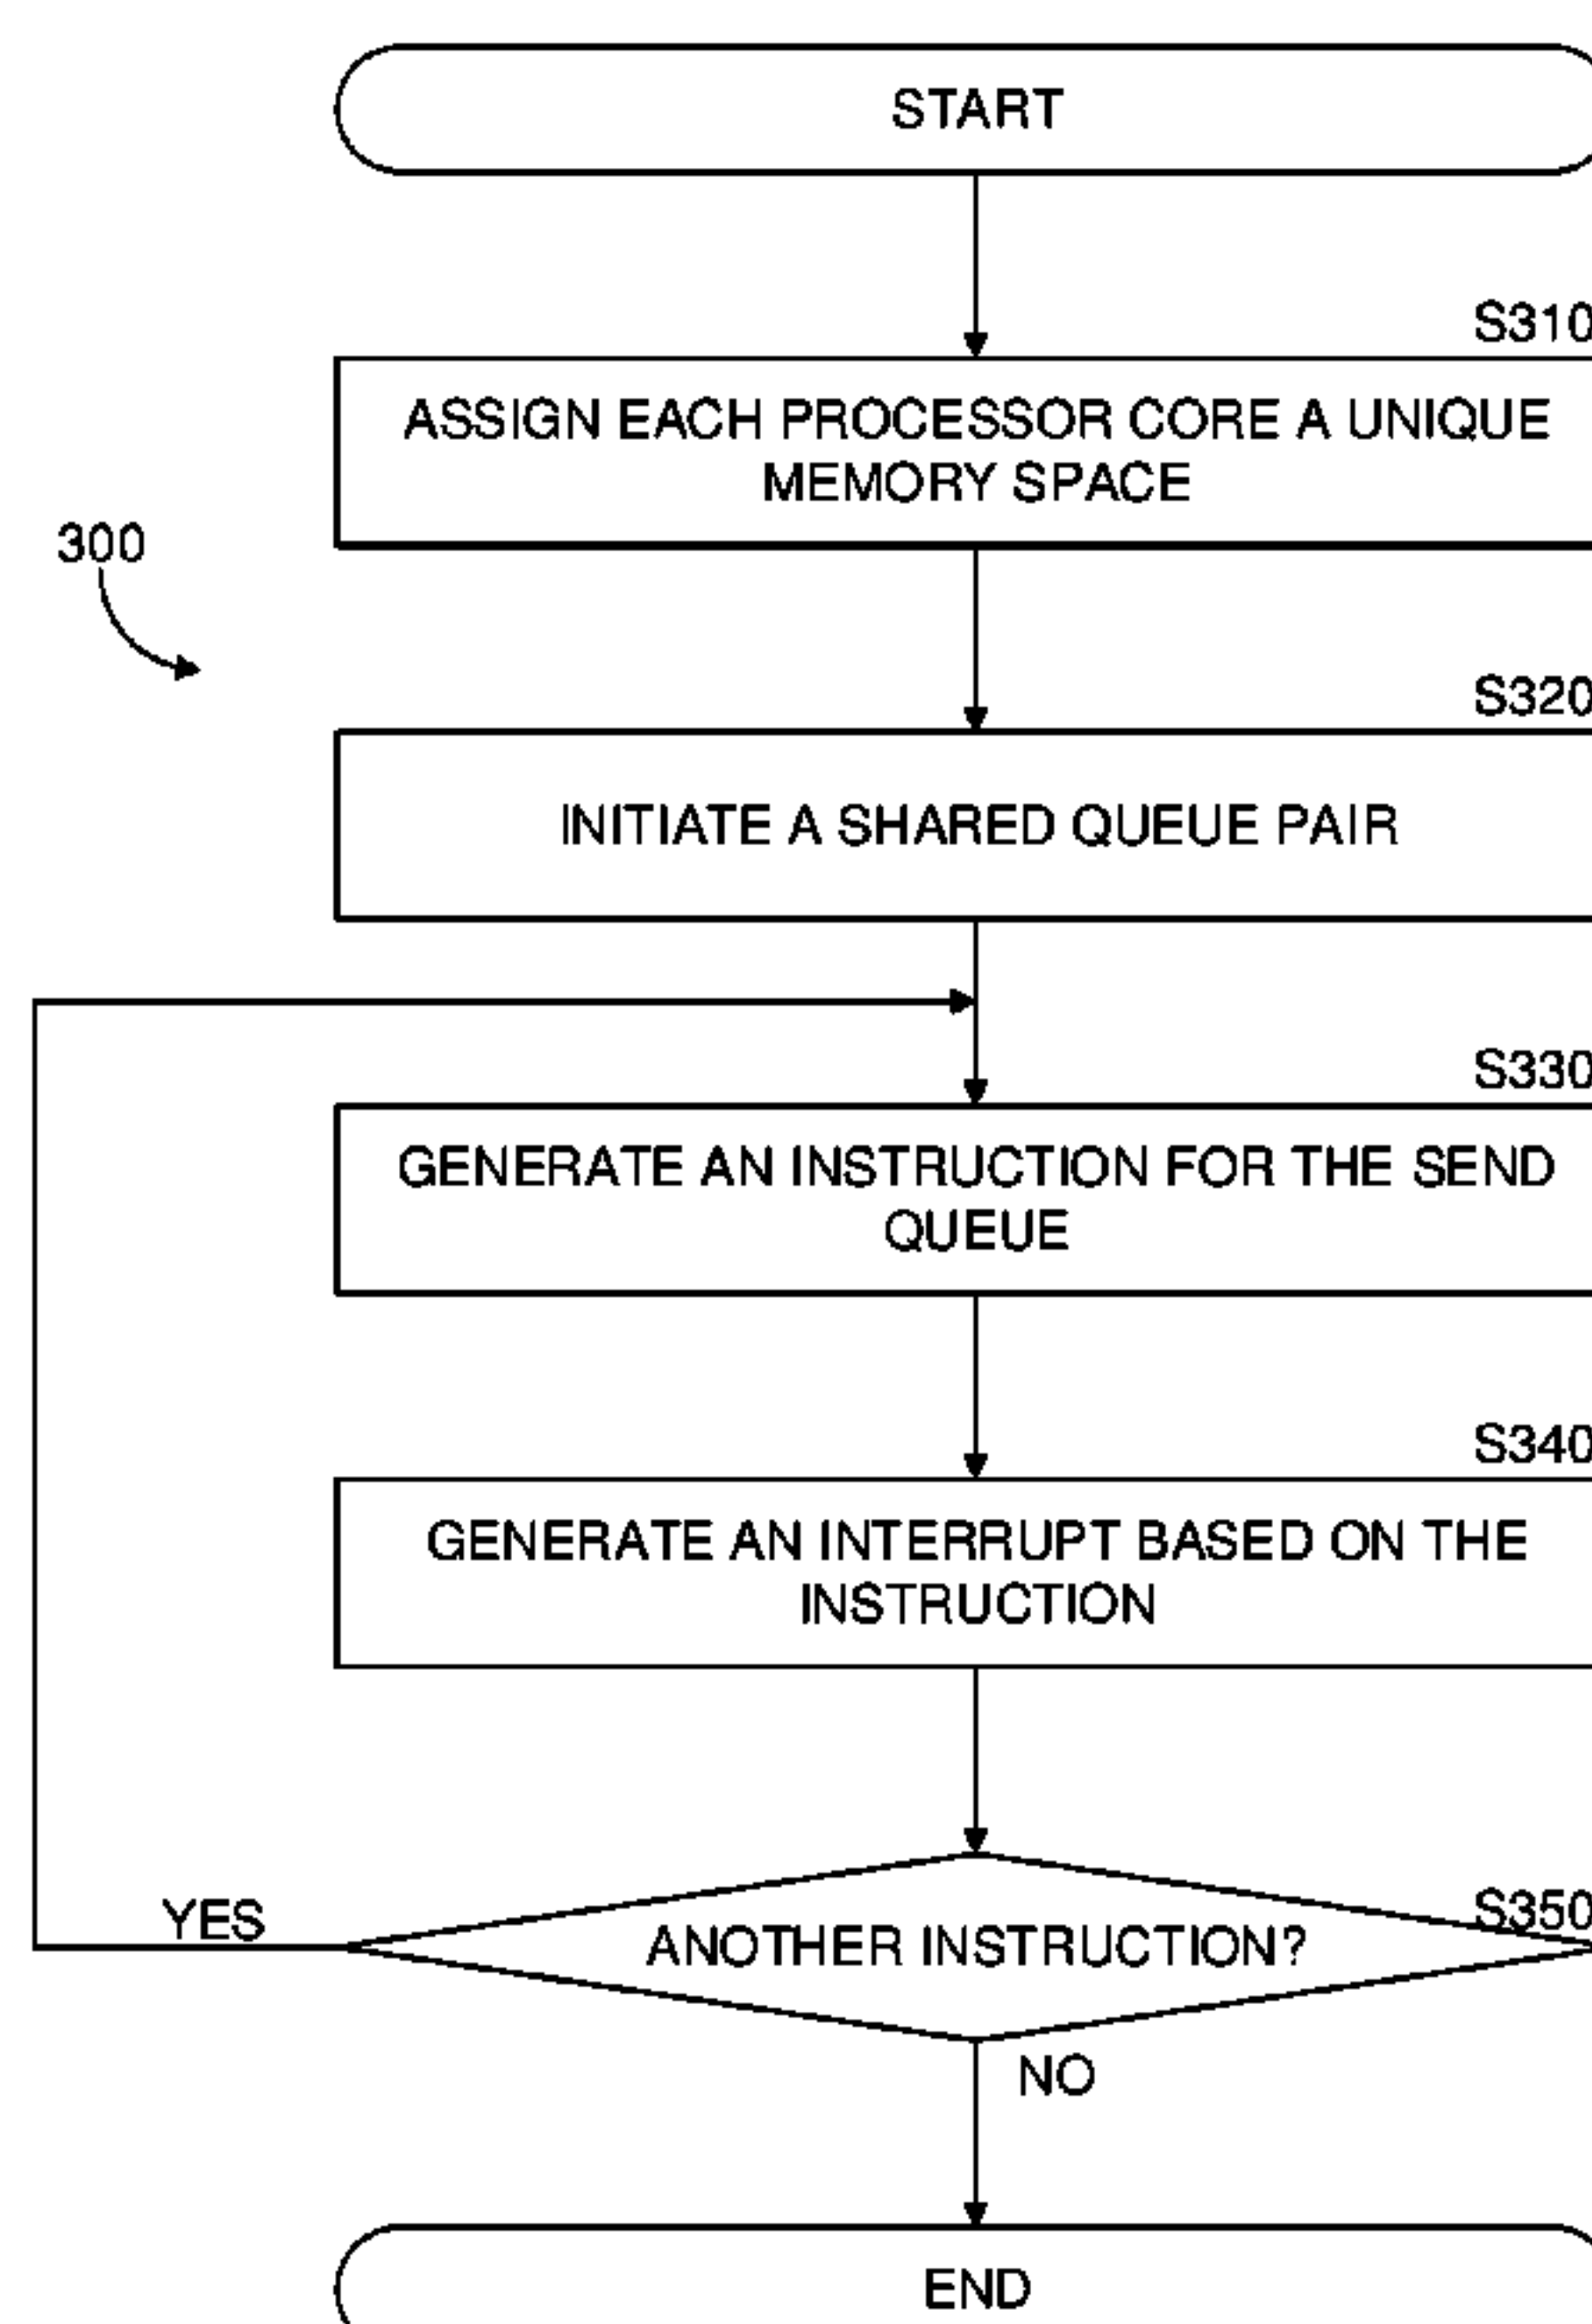 START
S310
ASSIGN EACH PROCESSOR CORE A UNIQUE
MEMORY SPACE
300
S320
INITIATE A SHARED QUEUE PAIR
S330
GENERATE AN INSTRUCTION FOR THE SEND
QUEUE
S340
GENERATE AN INTERRUPT BASED ON THE
INSTRUCTION
YES
S350
ANOTHER INSTRUCTION?
NO
END